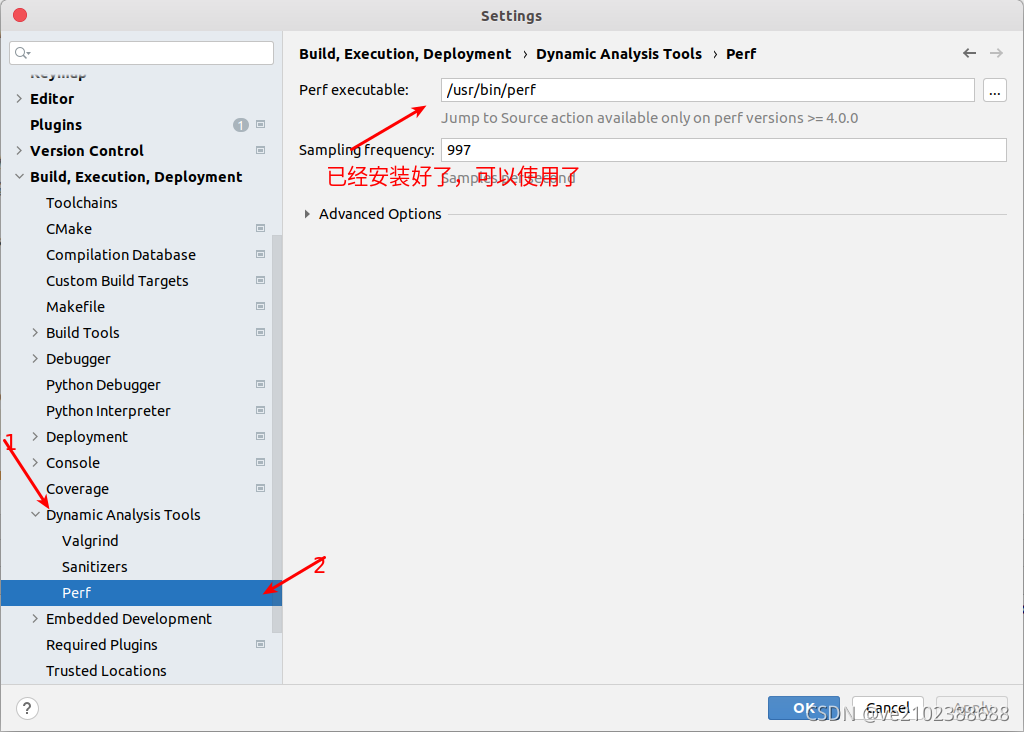 Settings
Keymap
Build, Execution, Deployment › Dynamic Analysis Tools › Perf
Editor
Perf executable: /usr/bin/perf ...
Plugins 1
Jump to Source action available only on perf versions >= 4.0.0
Version Control
Sampling frequency: 997
Samples per second
已经安装好了，可以使用了
Build, Execution, Deployment
Toolchains
Advanced Options
CMake
Compilation Database
Custom Build Targets
Makefile
Build Tools
Debugger
Python Debugger
Python Interpreter
Deployment
1
Console
Coverage
Dynamic Analysis Tools
Valgrind
Sanitizers
2
Perf
Embedded Development
Required Plugins
Trusted Locations
? OK Cancel Apply
CSDN @ve2102388688